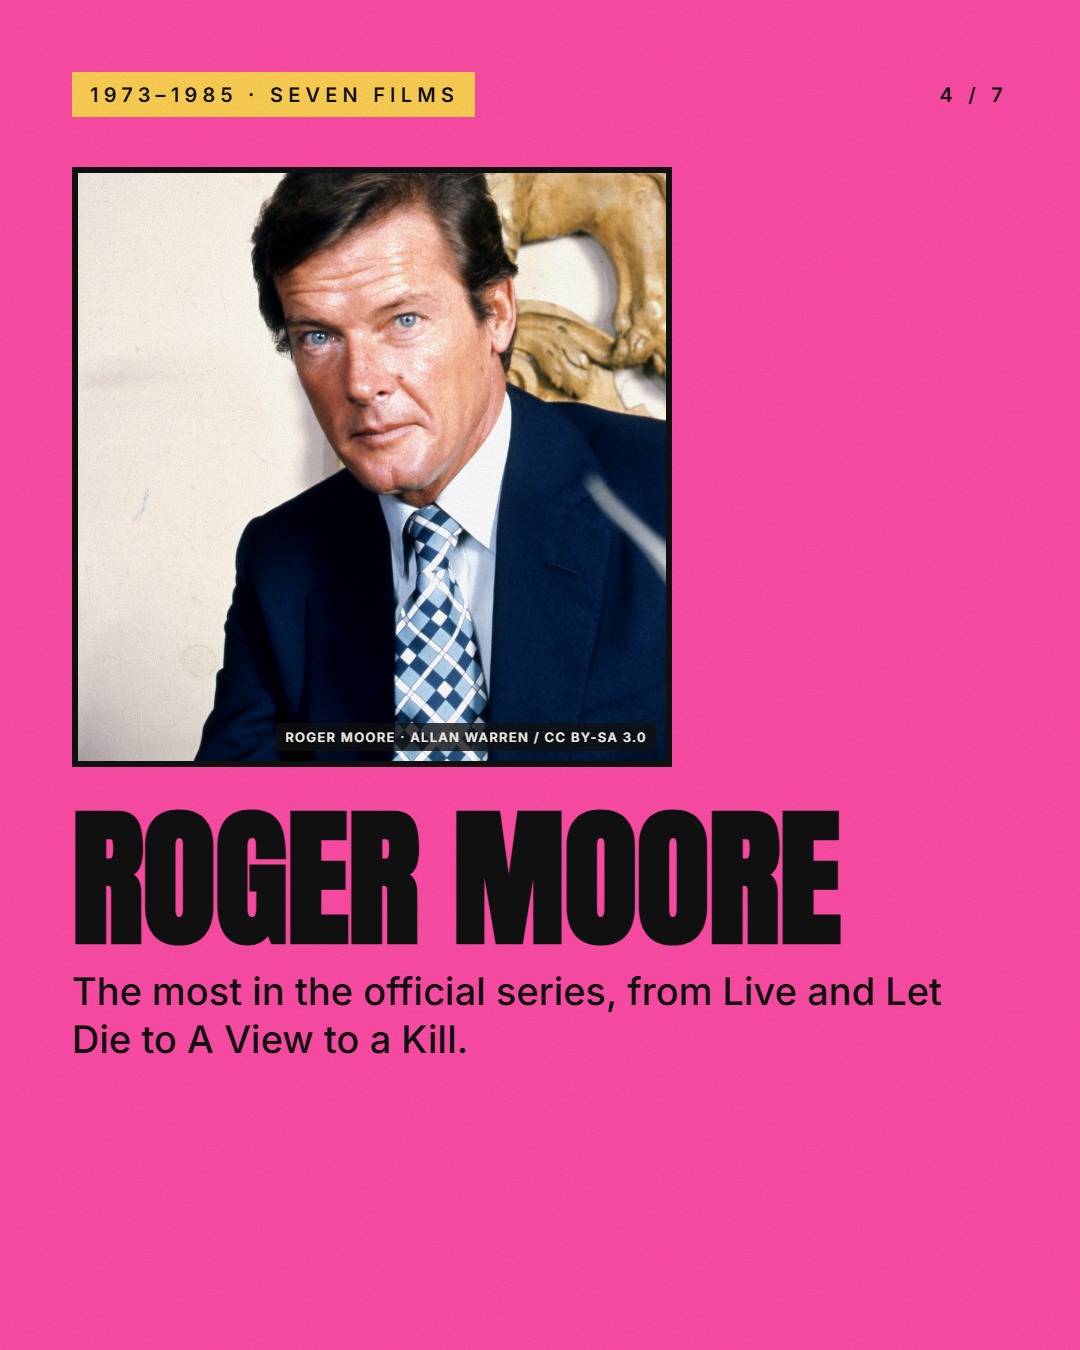 1973–1985 · SEVEN FILMS
4 / 7
ROGER MOORE · ALLAN WARREN / CC BY-SA 3.0
ROGER MOORE
The most in the official series, from Live and Let
Die to A View to a Kill.